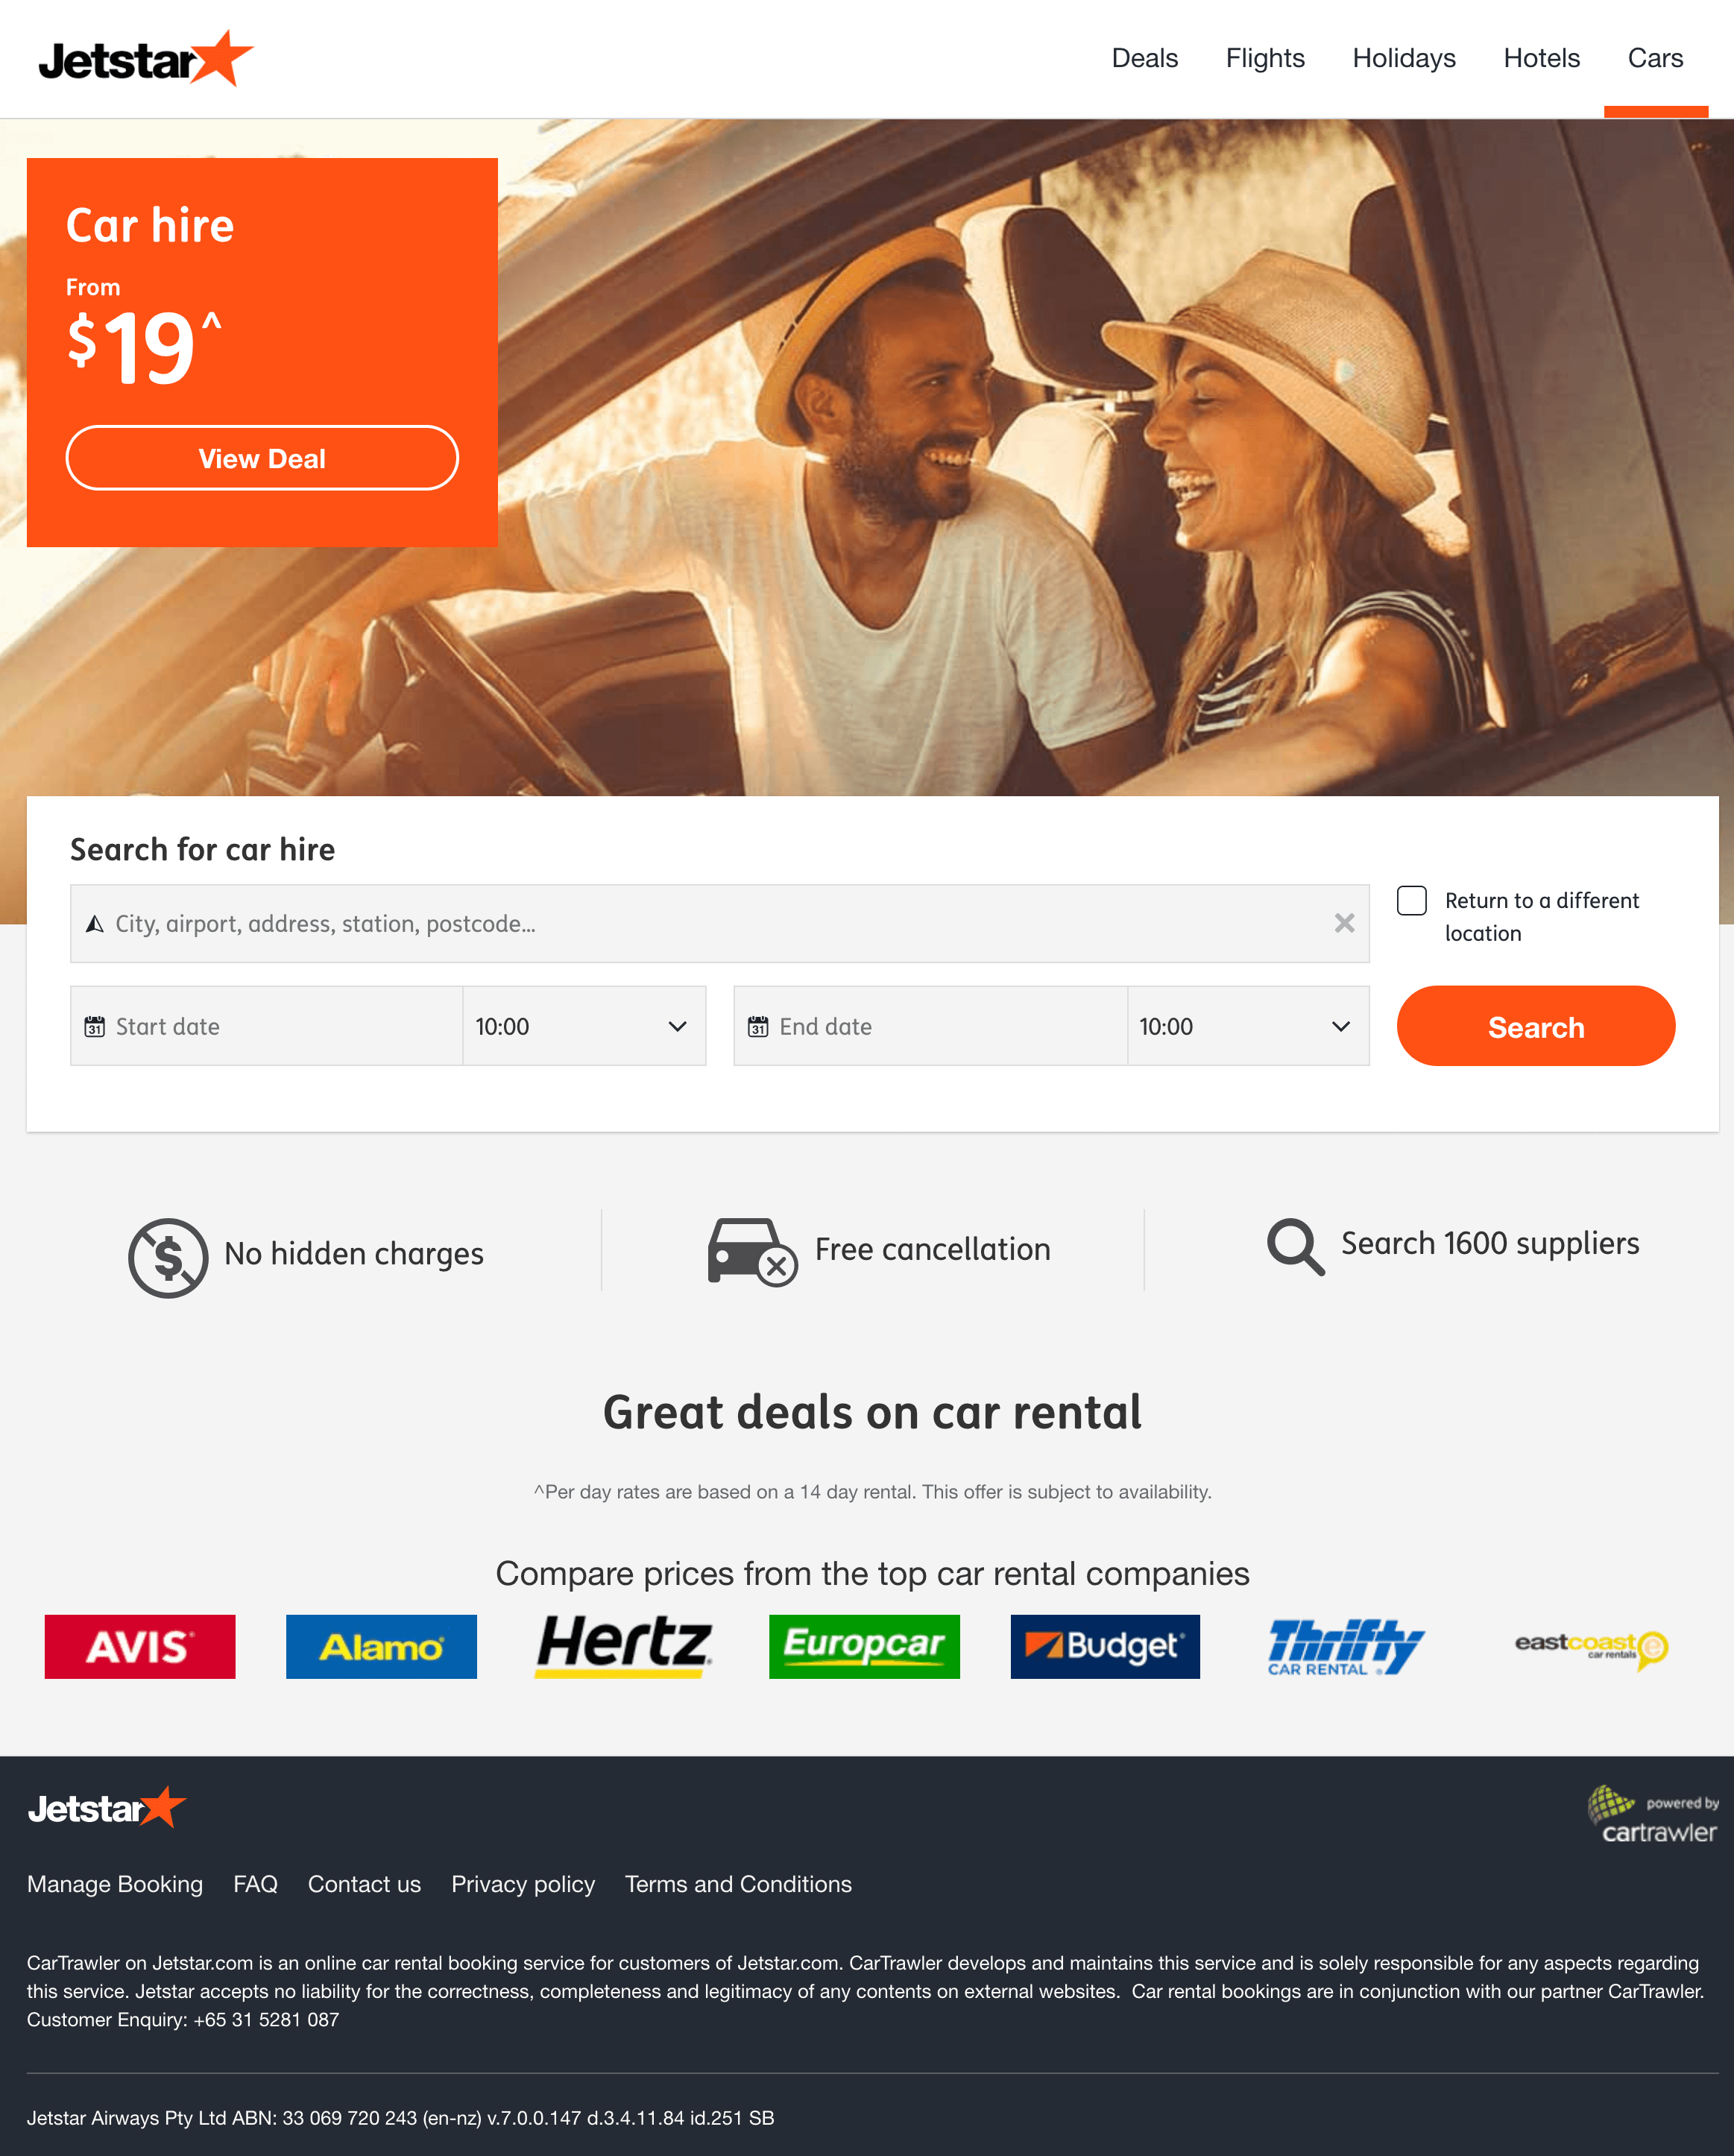 Jetstar
Deals Flights Holidays Hotels Cars
Car hire
From
$19^
View Deal
Search for car hire
City, airport, address, station, postcode...
Return to a different
location
31 Start date 10:00
31 End date 10:00
Search
No hidden charges
Free cancellation
Search 1600 suppliers
Great deals on car rental
^Per day rates are based on a 14 day rental. This offer is subject to availability.
Compare prices from the top car rental companies
AVIS
Alamo
Hertz
Europcar
Budget
Thrifty
CAR RENTAL
eastcoast e
car rentals
Jetstar
powered by
cartrawler
Manage Booking FAQ Contact us Privacy policy Terms and Conditions
CarTrawler on Jetstar.com is an online car rental booking service for customers of Jetstar.com. CarTrawler develops and maintains this service and is solely responsible for any aspects regarding
this service. Jetstar accepts no liability for the correctness, completeness and legitimacy of any contents on external websites.  Car rental bookings are in conjunction with our partner CarTrawler.
Customer Enquiry: +65 31 5281 087
Jetstar Airways Pty Ltd ABN: 33 069 720 243 (en-nz) v.7.0.0.147 d.3.4.11.84 id.251 SB